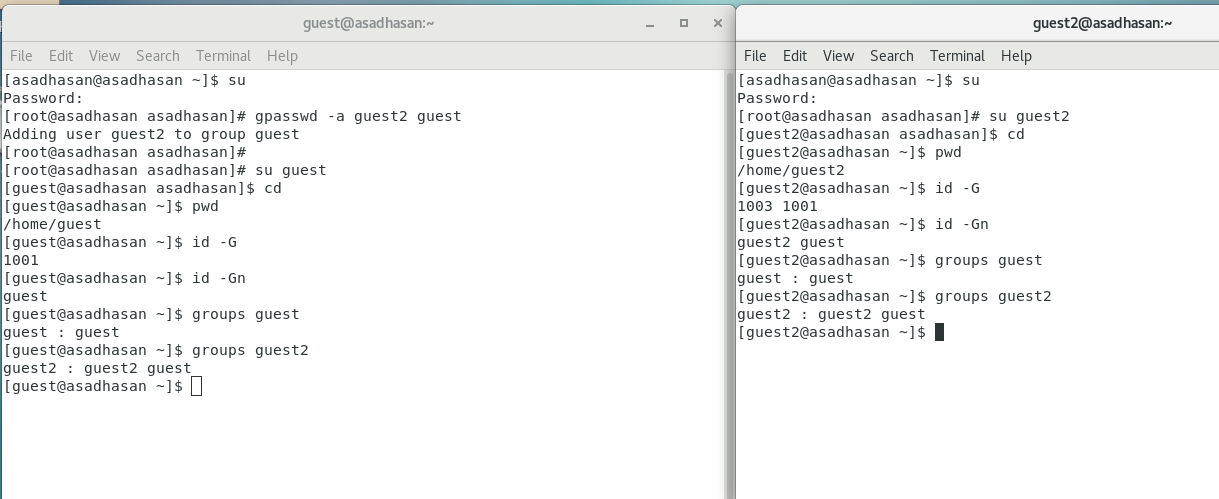 guest@asadhasan:~
File Edit View Search Terminal Help
[asadhasan@asadhasan ~]$ su
Password:
[root@asadhasan asadhasan]# gpasswd -a guest2 guest
Adding user guest2 to group guest
[root@asadhasan asadhasan]#
[root@asadhasan asadhasan]# su guest
[guest@asadhasan asadhasan]$ cd
[guest@asadhasan ~]$ pwd
/home/guest
[guest@asadhasan ~]$ id -G
1001
[guest@asadhasan ~]$ id -Gn
guest
[guest@asadhasan ~]$ groups guest
guest : guest
[guest@asadhasan ~]$ groups guest2
guest2 : guest2 guest
[guest@asadhasan ~]$
guest2@asadhasan:~
File Edit View Search Terminal Help
[asadhasan@asadhasan ~]$ su
Password:
[root@asadhasan asadhasan]# su guest2
[guest2@asadhasan asadhasan]$ cd
[guest2@asadhasan ~]$ pwd
/home/guest2
[guest2@asadhasan ~]$ id -G
1003 1001
[guest2@asadhasan ~]$ id -Gn
guest2 guest
[guest2@asadhasan ~]$ groups guest
guest : guest
[guest2@asadhasan ~]$ groups guest2
guest2 : guest2 guest
[guest2@asadhasan ~]$